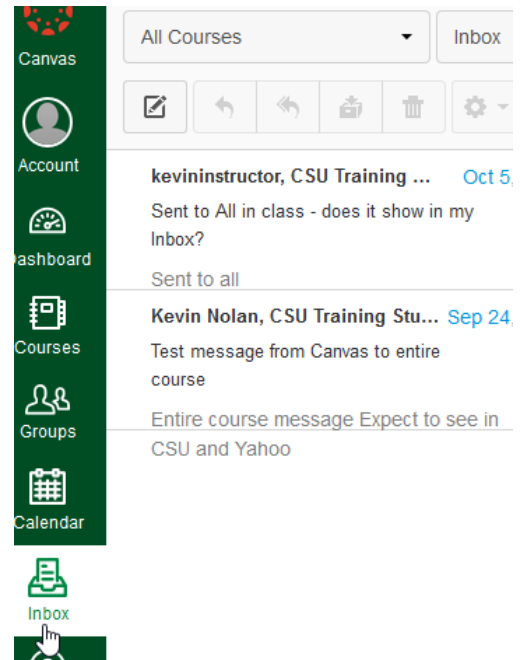 Canvas
Account
Dashboard
Courses
Groups
Calendar
Inbox
All Courses
Inbox
kevininstructor, CSU Training ...
Oct 5,
Sent to All in class - does it show in my
Inbox?
Sent to all
Kevin Nolan, CSU Training Stu...
Sep 24,
Test message from Canvas to entire
course
Entire course message Expect to see in
CSU and Yahoo